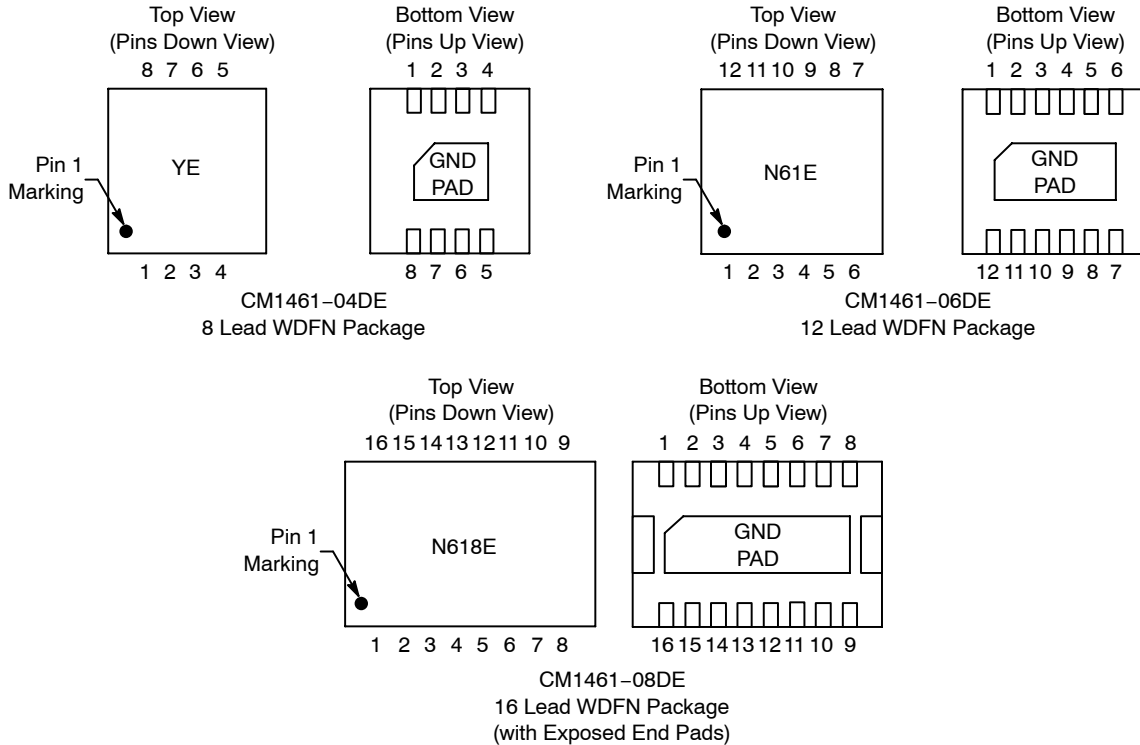 Top View
(Pins Down View)
8 7 6 5
Pin 1
Marking
YE
1 2 3 4
Bottom View
(Pins Up View)
1 2 3 4
GND
PAD
8 7 6 5
CM1461–04DE
8 Lead WDFN Package
Top View
(Pins Down View)
12 11 10 9 8 7
Pin 1
Marking
N61E
1 2 3 4 5 6
Bottom View
(Pins Up View)
1 2 3 4 5 6
GND
PAD
12 11 10 9 8 7
CM1461–06DE
12 Lead WDFN Package
Top View
(Pins Down View)
16 15 14 13 12 11 10 9
Pin 1
Marking
N618E
1 2 3 4 5 6 7 8
Bottom View
(Pins Up View)
1 2 3 4 5 6 7 8
GND
PAD
16 15 14 13 12 11 10 9
CM1461–08DE
16 Lead WDFN Package
(with Exposed End Pads)